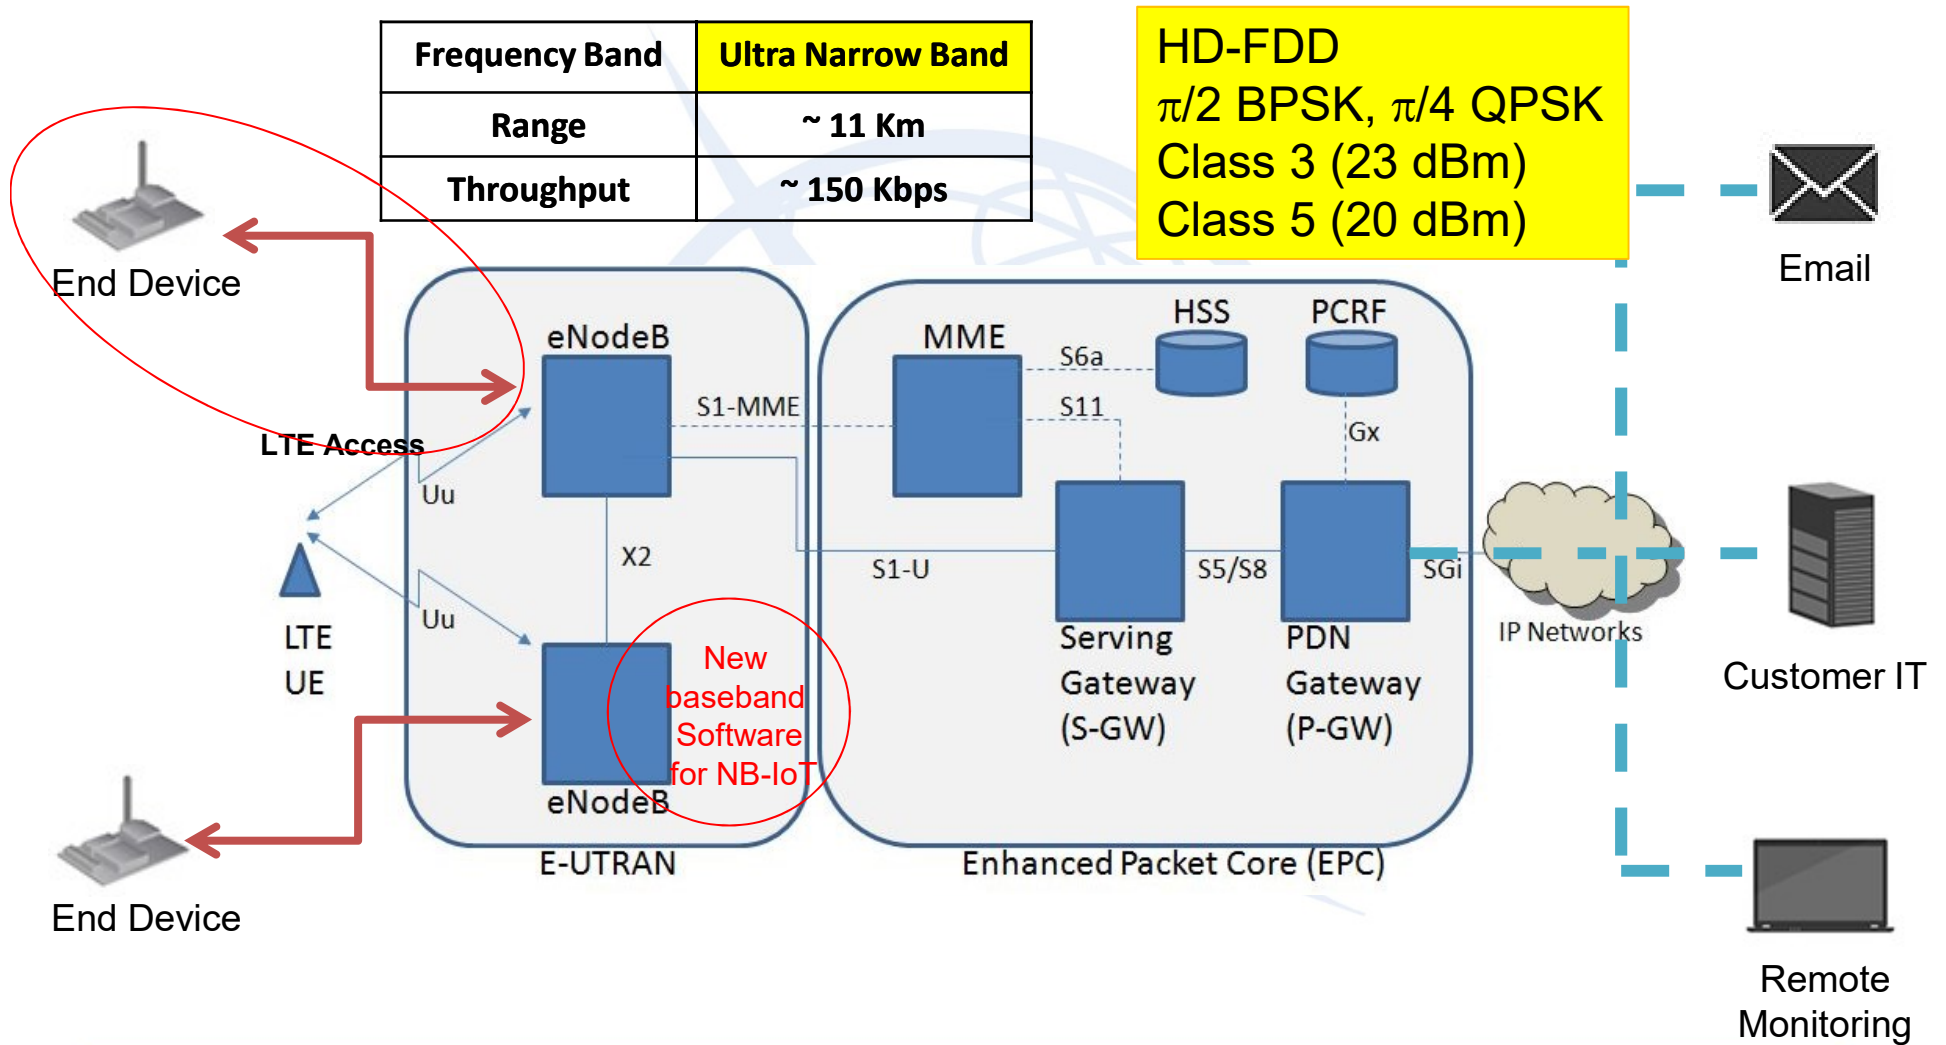 Frequency Band Ultra Narrow Band
Range ~ 11 Km
Throughput ~ 150 Kbps
HD-FDD
π/2 BPSK, π/4 QPSK
Class 3 (23 dBm)
Class 5 (20 dBm)
End Device
Email
eNodeB
MME
HSS
PCRF
S6a
S1-MME
S11
Gx
LTE Access
Uu
X2
S1-U
S5/S8
SGi
Uu
LTE
UE
IP Networks
Serving
Gateway
(S-GW)
PDN
Gateway
(P-GW)
New
baseband
Software
for NB-IoT
Customer IT
eNodeB
E-UTRAN
Enhanced Packet Core (EPC)
End Device
Remote
Monitoring